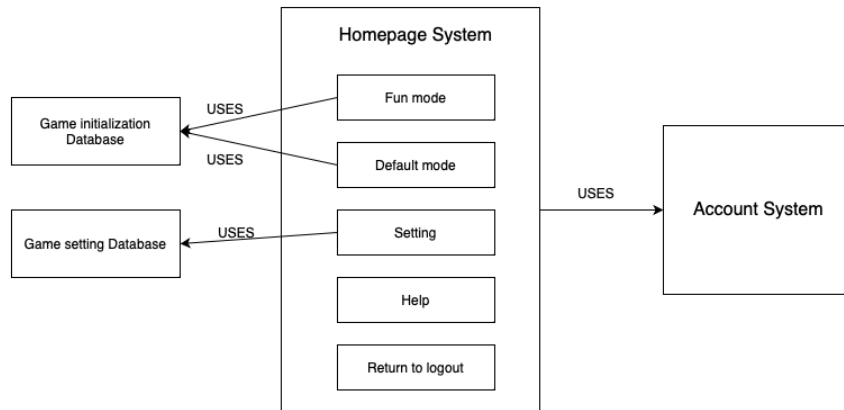 Homepage System
Fun mode
USES
Game initialization
Database
USES
Default mode
USES
Account System
Game setting Database
USES
Setting
Help
Return to logout